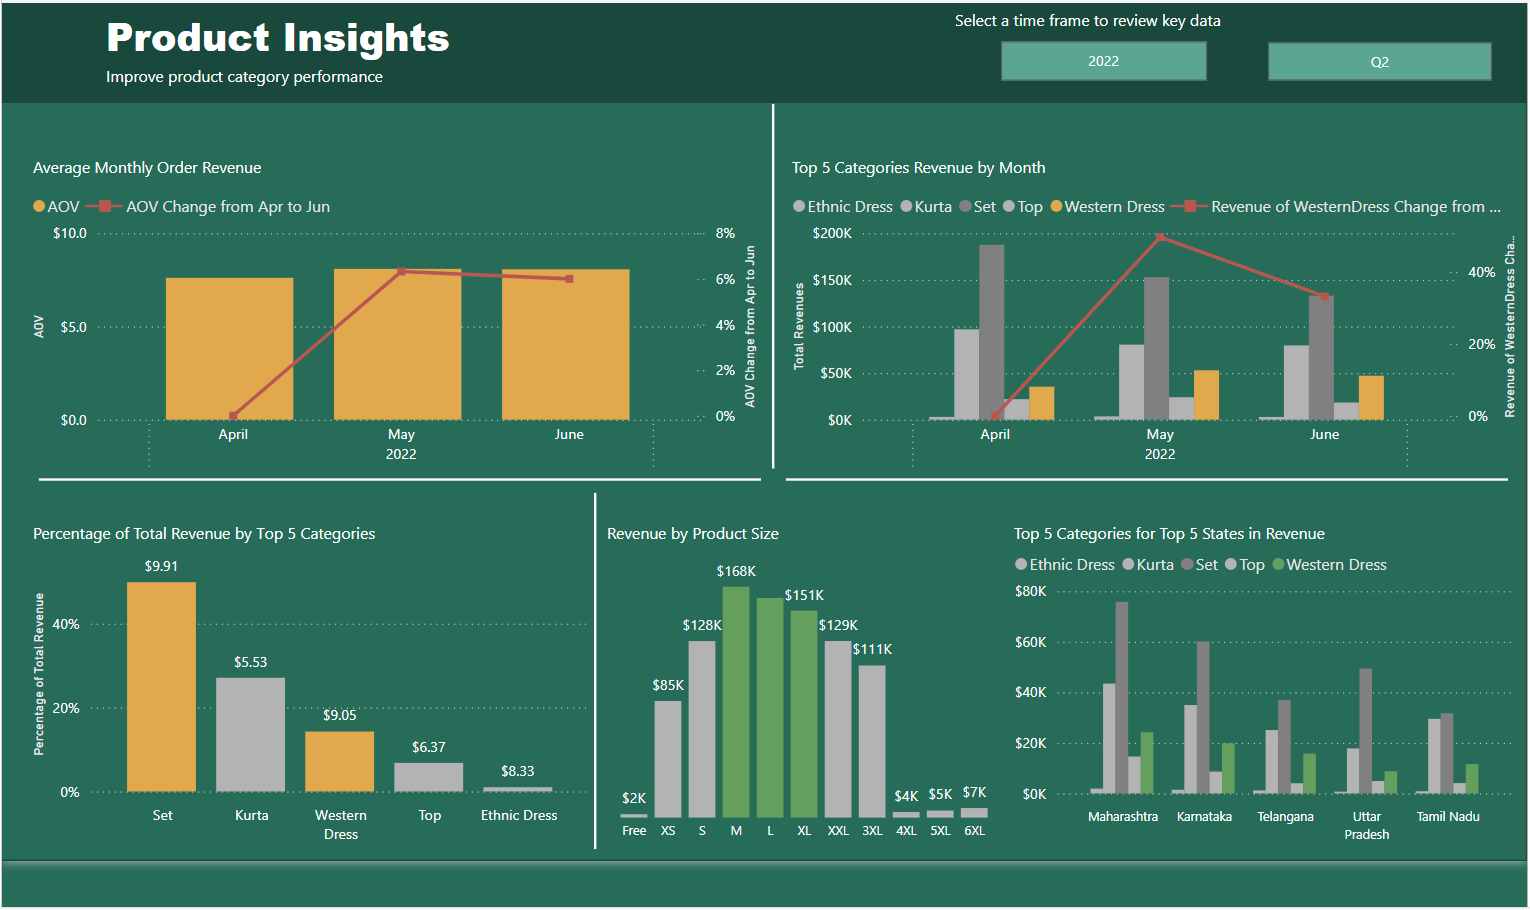 Product Insights
Improve product category performance
Select a time frame to review key data
2022
Q2
Average Monthly Order Revenue
AOV
AOV Change from Apr to Jun
$10.0
$5.0
$0.0
AOV
8%
6%
4%
2%
0%
AOV Change from Apr to Jun
April
May
June
2022
Top 5 Categories Revenue by Month
Ethnic Dress
Kurta
Set
Top
Western Dress
Revenue of WesternDress Change from ...
$200K
$150K
$100K
$50K
$0K
Total Revenues
40%
20%
0%
Revenue of WesternDress Cha...
April
May
June
2022
Percentage of Total Revenue by Top 5 Categories
Percentage of Total Revenue
40%
20%
0%
$9.91
$5.53
$9.05
$6.37
$8.33
Set
Kurta
Western
Dress
Top
Ethnic Dress
Revenue by Product Size
$2K
$85K
$128K
$168K
$151K
$129K
$111K
$4K
$5K
$7K
Free
XS
S
M
L
XL
XXL
3XL
4XL
5XL
6XL
Top 5 Categories for Top 5 States in Revenue
Ethnic Dress
Kurta
Set
Top
Western Dress
$80K
$60K
$40K
$20K
$0K
Maharashtra
Karnataka
Telangana
Uttar
Pradesh
Tamil Nadu